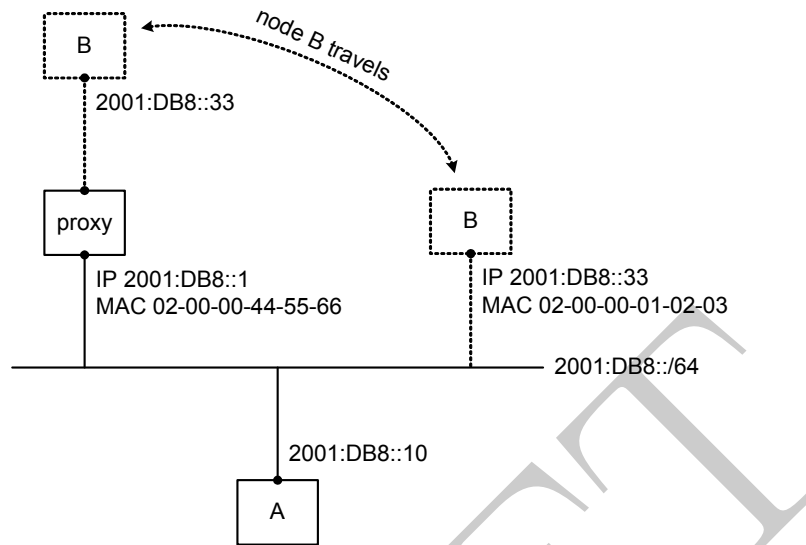 B
node B travels
2001:DB8::33
proxy
B
IP 2001:DB8::1
MAC 02-00-00-44-55-66
IP 2001:DB8::33
MAC 02-00-00-01-02-03
2001:DB8::/64
2001:DB8::10
A
FT